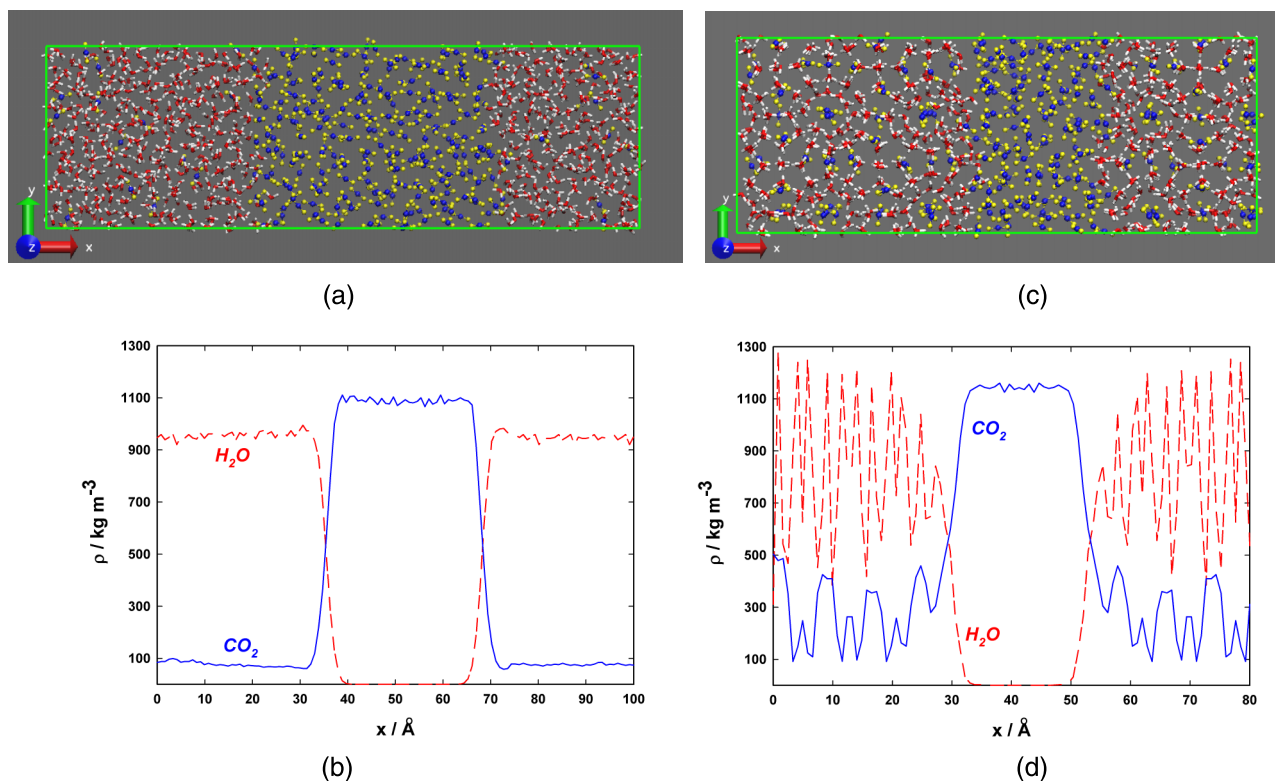 y
z
x
(a)
y
z
x
(c)
1300
1100
900
700
500
300
100
ρ / kg m⁻³
H₂O
CO₂
0 10 20 30 40 50 60 70 80 90 100
x / Å
(b)
1300
1100
900
700
500
300
100
ρ / kg m⁻³
CO₂
H₂O
0 10 20 30 40 50 60 70 80
x / Å
(d)